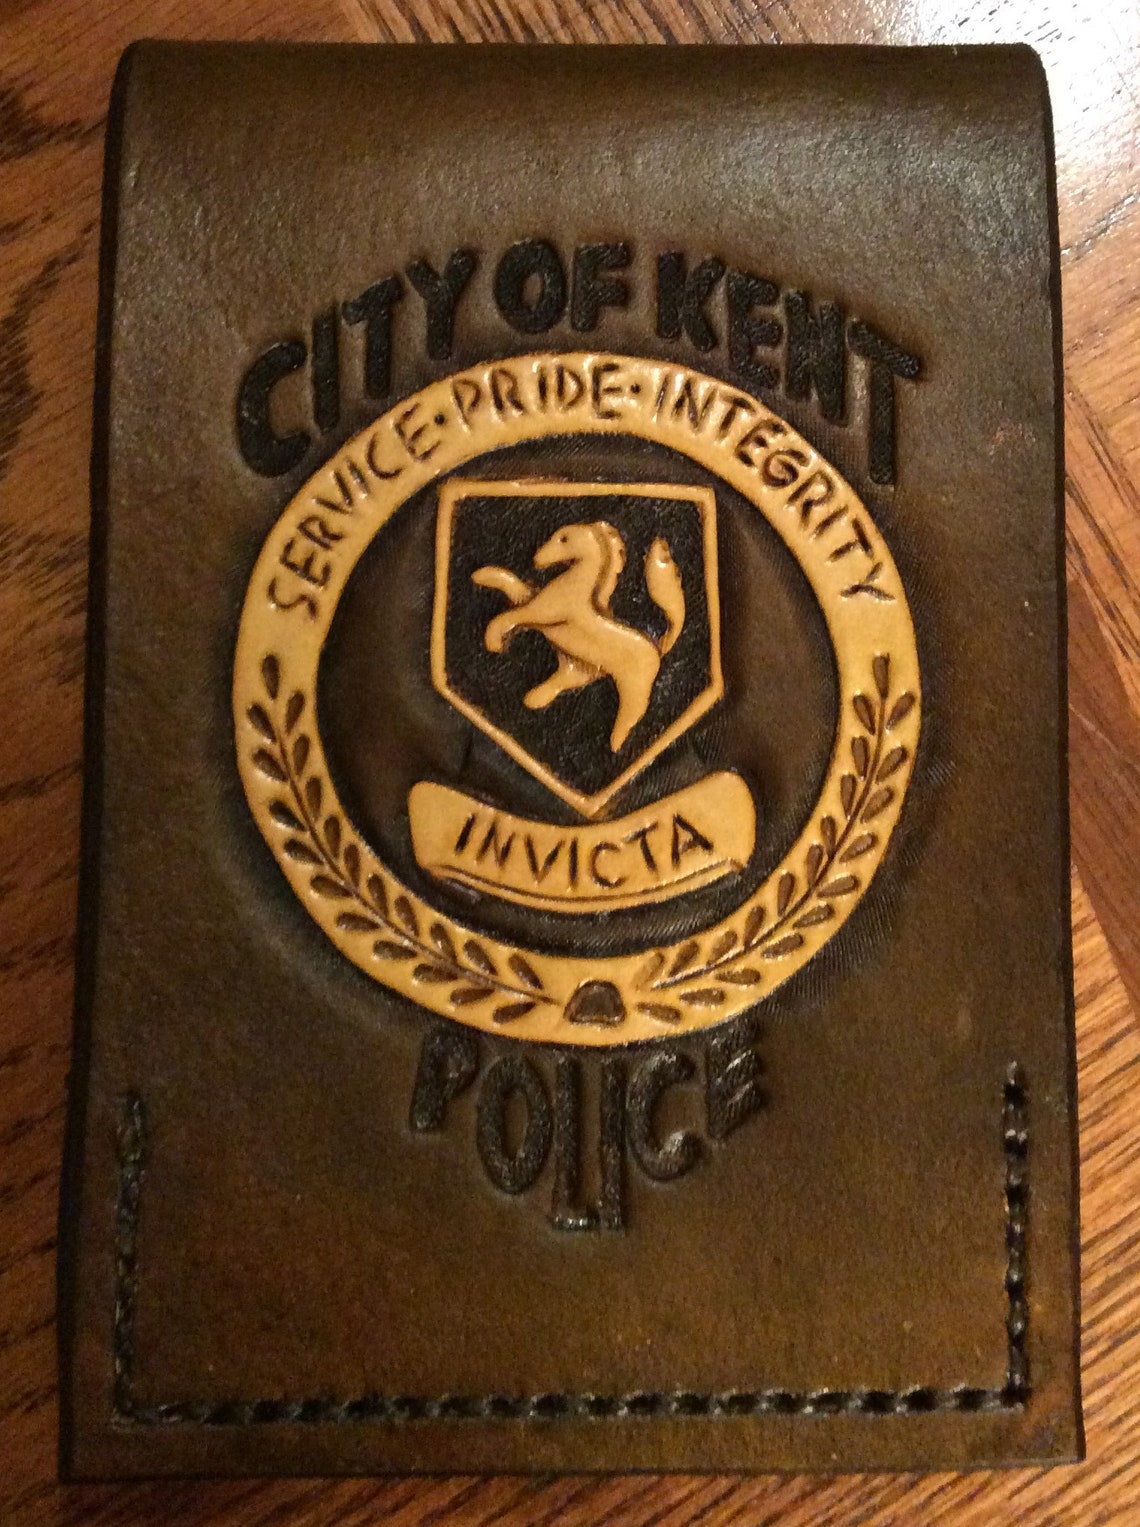 CITY OF KENT
SERVICE · PRIDE · INTEGRITY
INVICTA
POLICE